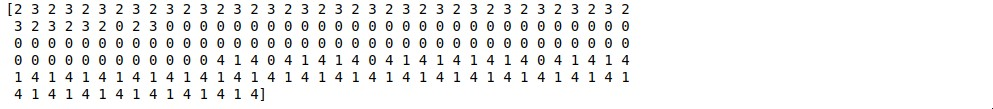 [2 3 2 3 2 3 2 3 2 3 2 3 2 3 2 3 2 3 2 3 2 3 2 3 2 3 2 3 2 3 2 3 2 3 2 3 2
3 2 3 2 3 2 0 2 3 0 0 0 0 0 0 0 0 0 0 0 0 0 0 0 0 0 0 0 0 0 0 0 0 0 0 0 0
0 0 0 0 0 0 0 0 0 0 0 0 0 0 0 0 0 0 0 0 0 0 0 0 0 0 0 0 0 0 0 0 0 0 0 0 0
0 0 0 0 0 0 0 0 0 0 0 0 4 1 4 0 4 1 4 1 4 0 4 1 4 1 4 1 4 1 4 0 4 1 4 1 4
1 4 1 4 1 4 1 4 1 4 1 4 1 4 1 4 1 4 1 4 1 4 1 4 1 4 1 4 1 4 1 4 1 4 1 4 1
4 1 4 1 4 1 4 1 4 1 4 1 4 1 4]